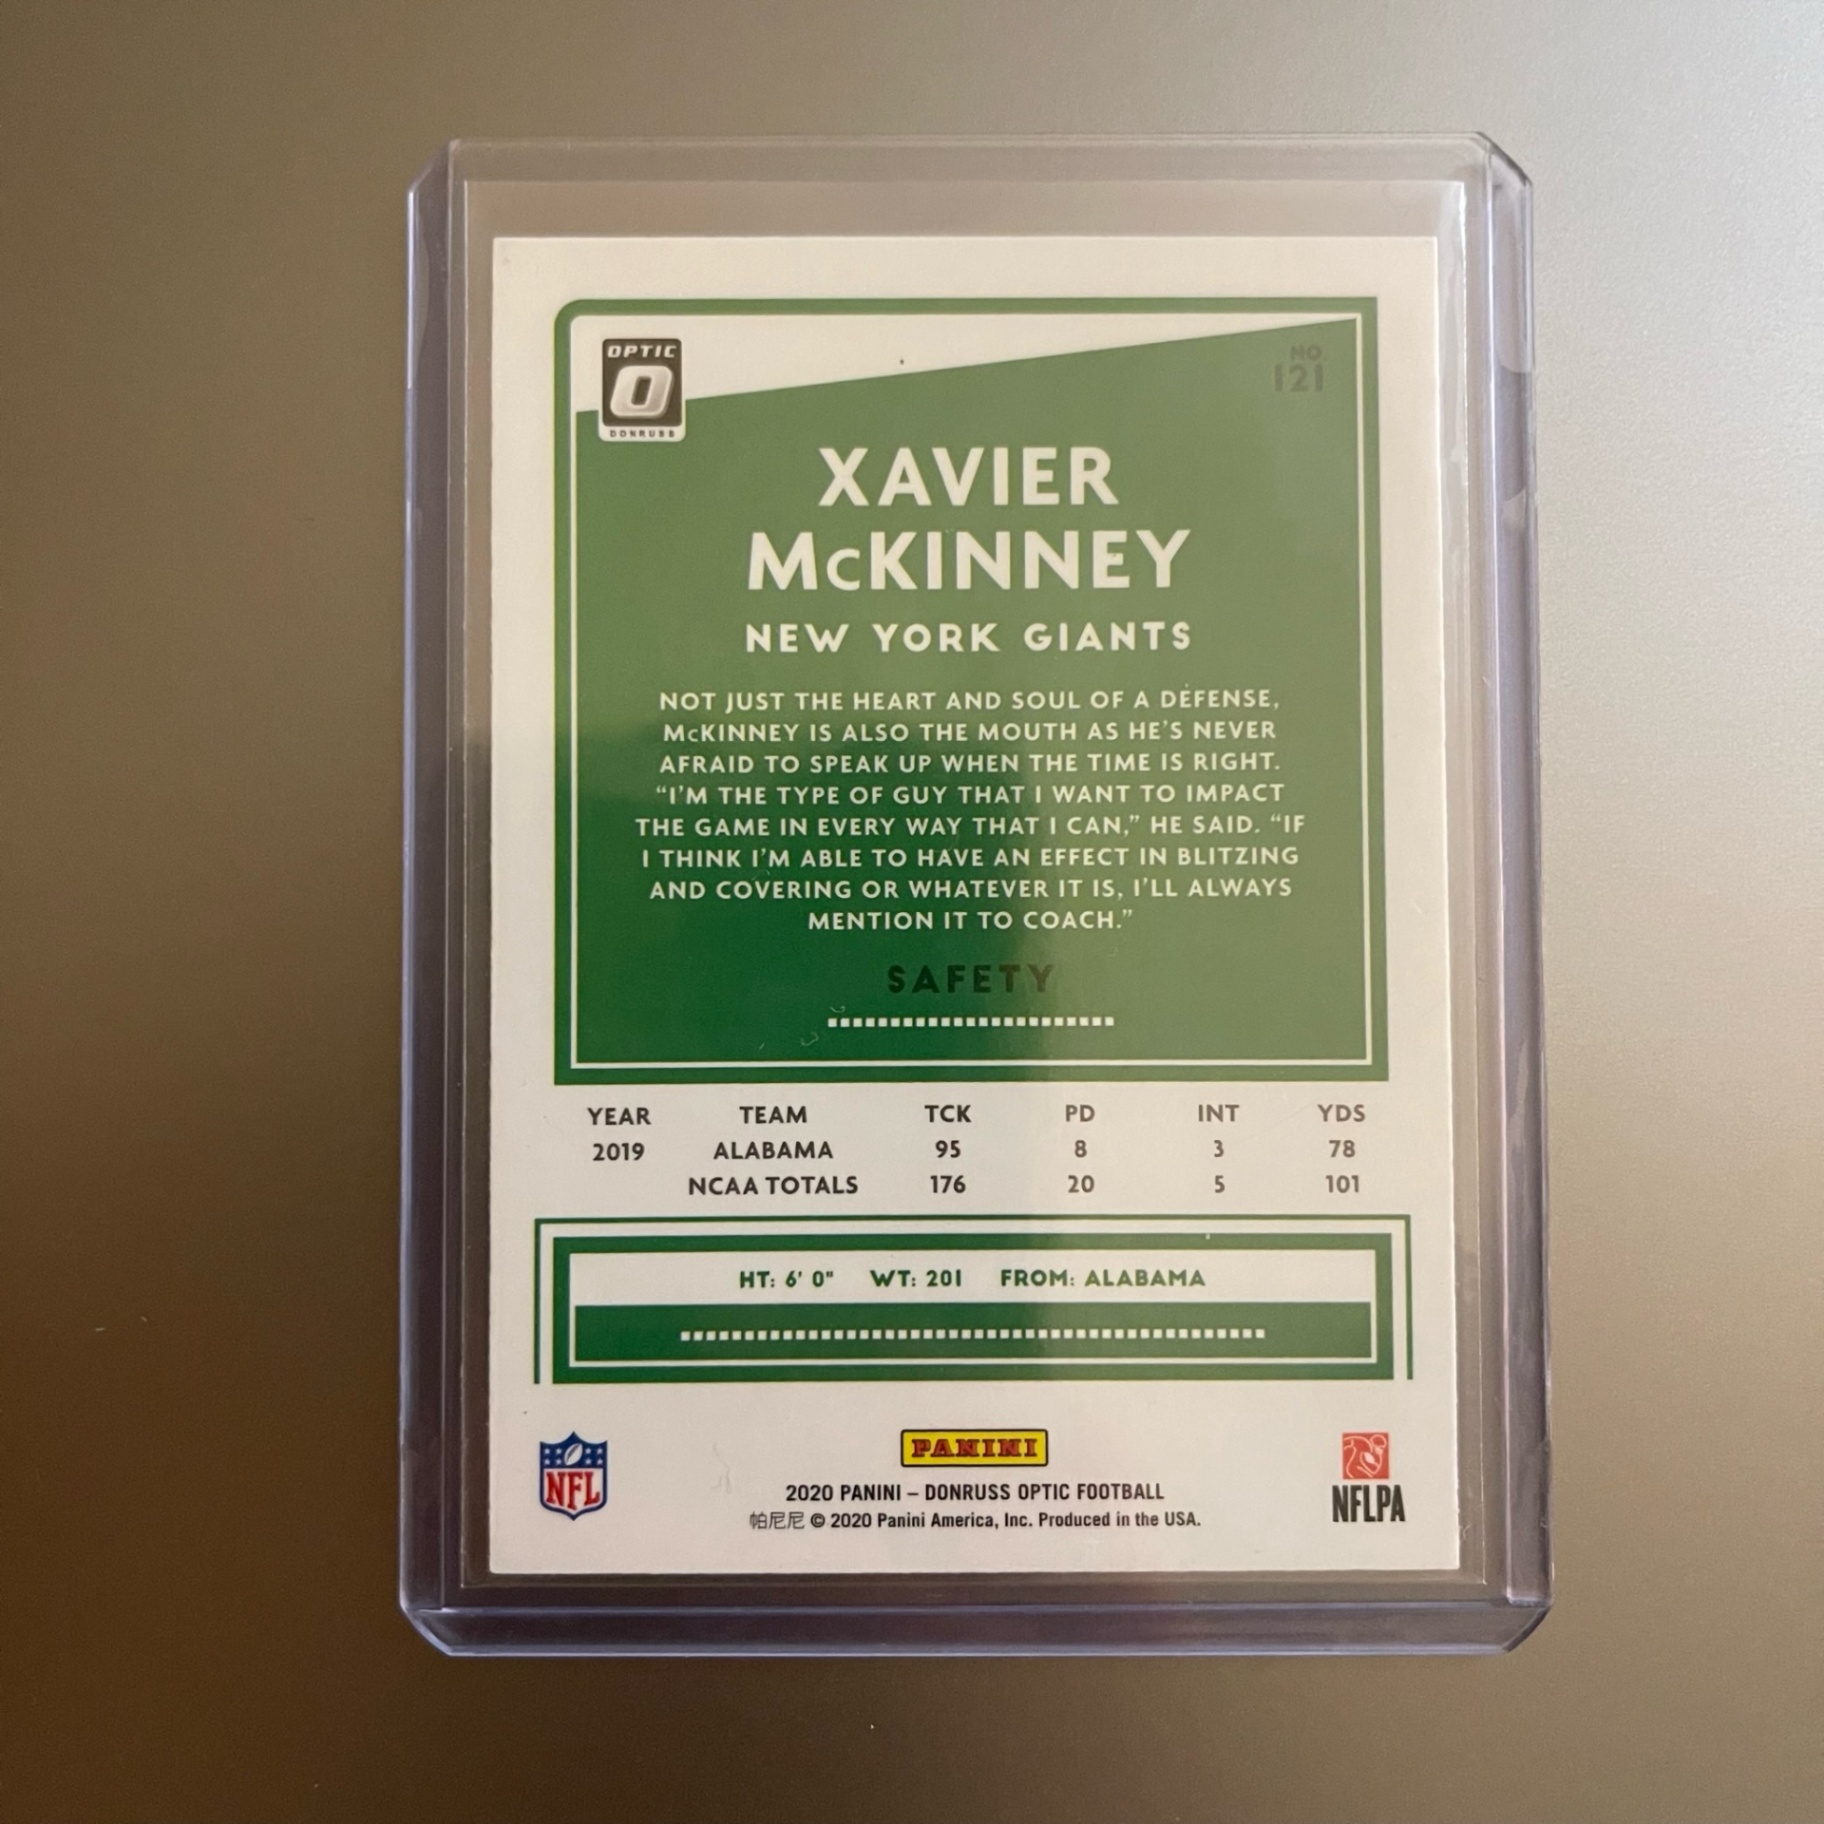 OPTIC
O
DONRUSS
NO.
121
XAVIER
McKINNEY
NEW YORK GIANTS
NOT JUST THE HEART AND SOUL OF A DEFENSE,
McKINNEY IS ALSO THE MOUTH AS HE'S NEVER
AFRAID TO SPEAK UP WHEN THE TIME IS RIGHT.
“I'M THE TYPE OF GUY THAT I WANT TO IMPACT
THE GAME IN EVERY WAY THAT I CAN,” HE SAID. “IF
I THINK I'M ABLE TO HAVE AN EFFECT IN BLITZING
AND COVERING OR WHATEVER IT IS, I'LL ALWAYS
MENTION IT TO COACH.”
SAFETY
YEAR TEAM TCK PD INT YDS
2019 ALABAMA 95 8 3 78
NCAA TOTALS 176 20 5 101
HT: 6' 0" WT: 201 FROM: ALABAMA
NFL
PANINI
NFLPA
2020 PANINI – DONRUSS OPTIC FOOTBALL
帕尼尼 © 2020 Panini America, Inc. Produced in the USA.